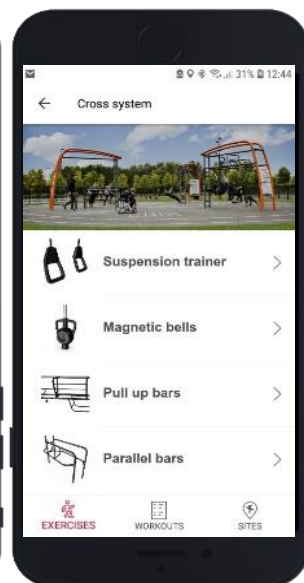 31% 12:44
Cross system
Suspension trainer
Magnetic bells
Pull up bars
Parallel bars
EXERCISES WORKOUTS SITES